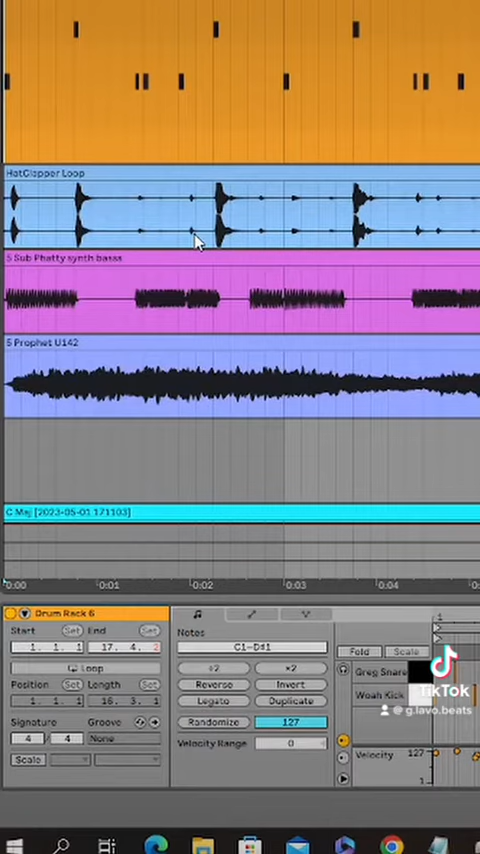 HatClapper Loop
5 Sub Phatty synth basss
5 Prophet U142
C Maj [2023-05-01 171103]
0:00 0:01 0:02 0:03 0:04
Drum Rack 6
Start Set End Set
1. 1. 1 17. 4. 2
Loop
Position Set Length Set
1. 1. 1 16. 3. 1
Signature Groove
4 / 4 None
Scale
Notes
C1-D#1
÷2 ×2
Reverse Invert
Legato Duplicate
Randomize 127
Velocity Range 0
1
Fold Scale
Greg Snare
Woah Kick
Velocity 127
1
TikTok
@ g.lavo.beats